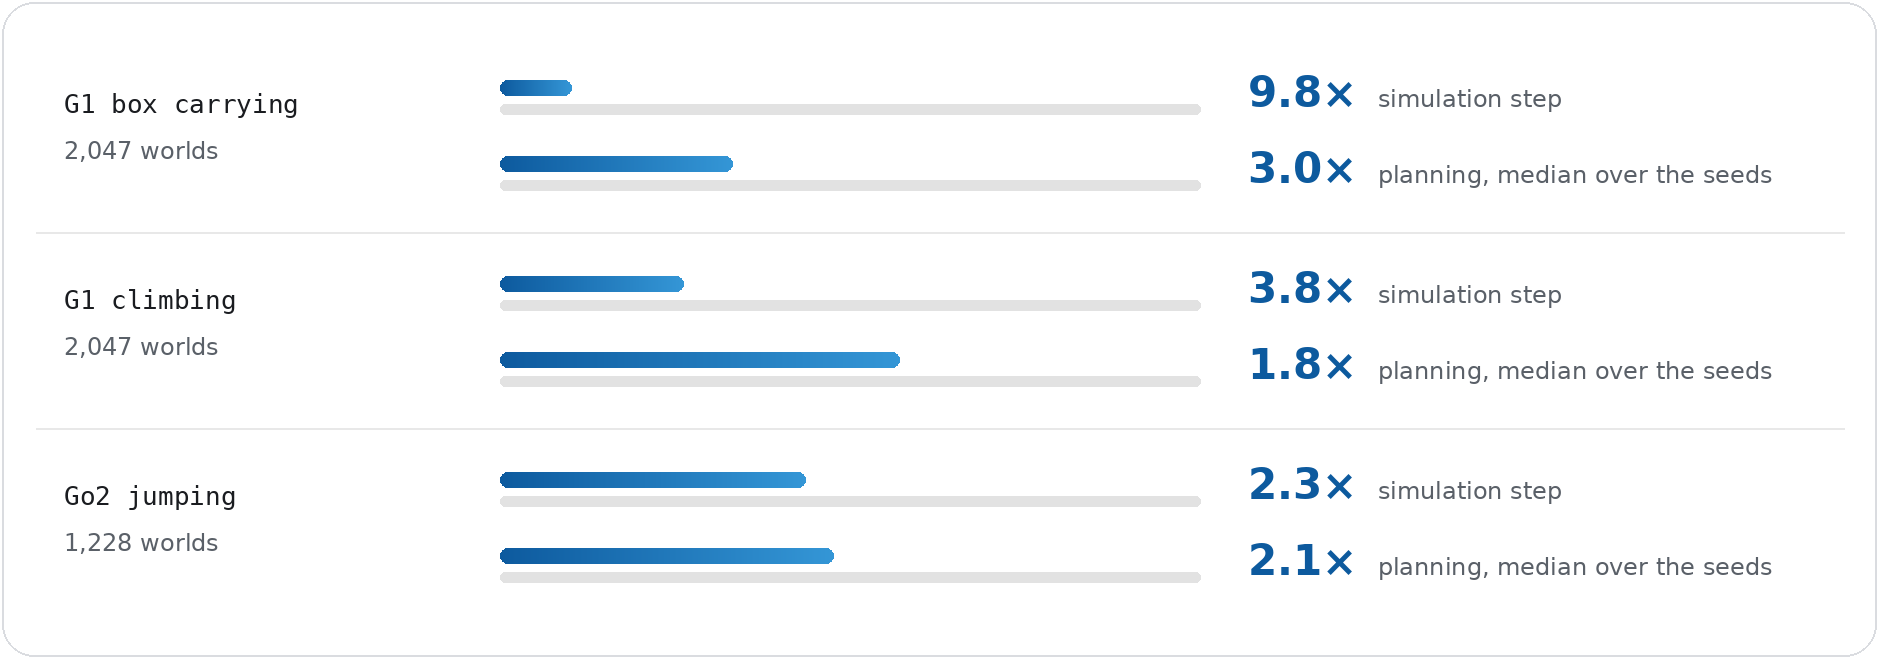 G1 box carrying
2,047 worlds
9.8× simulation step
3.0× planning, median over the seeds
G1 climbing
2,047 worlds
3.8× simulation step
1.8× planning, median over the seeds
Go2 jumping
1,228 worlds
2.3× simulation step
2.1× planning, median over the seeds